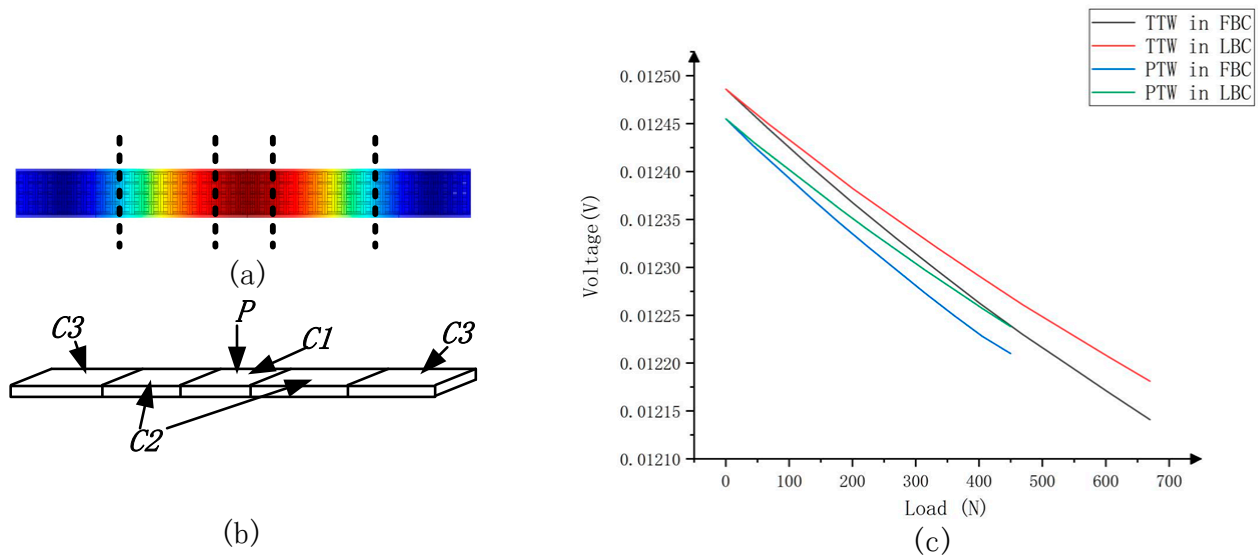 (a)
P
C3
C1
C3
C2
(b)
TTW in FBC
TTW in LBC
PTW in FBC
PTW in LBC
Voltage(V)
0.01250
0.01245
0.01240
0.01235
0.01230
0.01225
0.01220
0.01215
0.01210
0 100 200 300 400 500 600 700
Load (N)
(c)